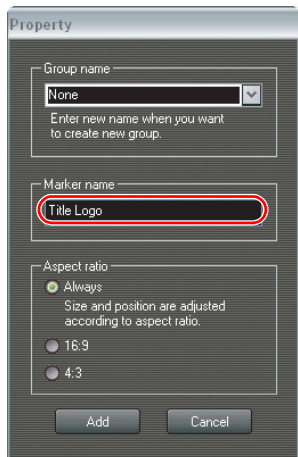 Property
Group name
None
Enter new name when you want
to create new group.
Marker name
Title Logo
Aspect ratio
Always
Size and position are adjusted
according to aspect ratio.
16:9
4:3
Add
Cancel